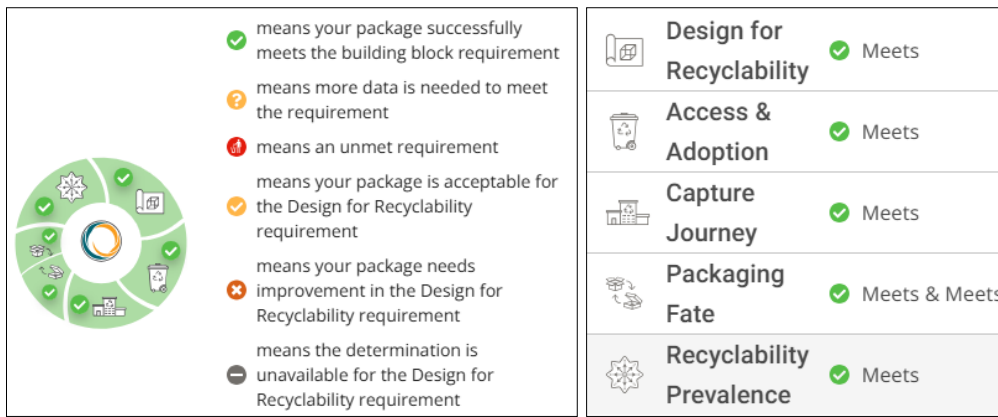 means your package successfully
meets the building block requirement
means more data is needed to meet
the requirement
means an unmet requirement
means your package is acceptable for
the Design for Recyclability
requirement
means your package needs
improvement in the Design for
Recyclability requirement
means the determination is
unavailable for the Design for
Recyclability requirement
Design for
Recyclability
Meets
Access &
Adoption
Meets
Capture
Journey
Meets
Packaging
Fate
Meets & Meets
Recyclability
Prevalence
Meets